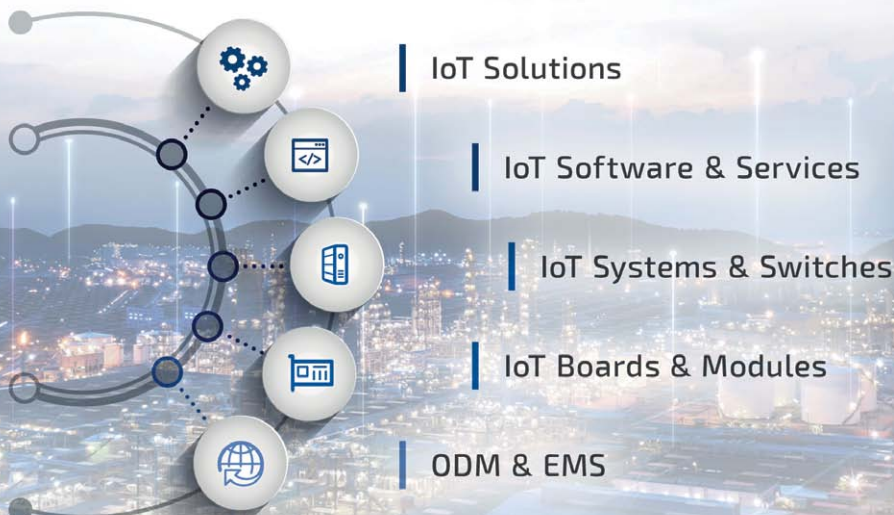 IoT Solutions
</>
IoT Software & Services
IoT Systems & Switches
IoT Boards & Modules
ODM & EMS